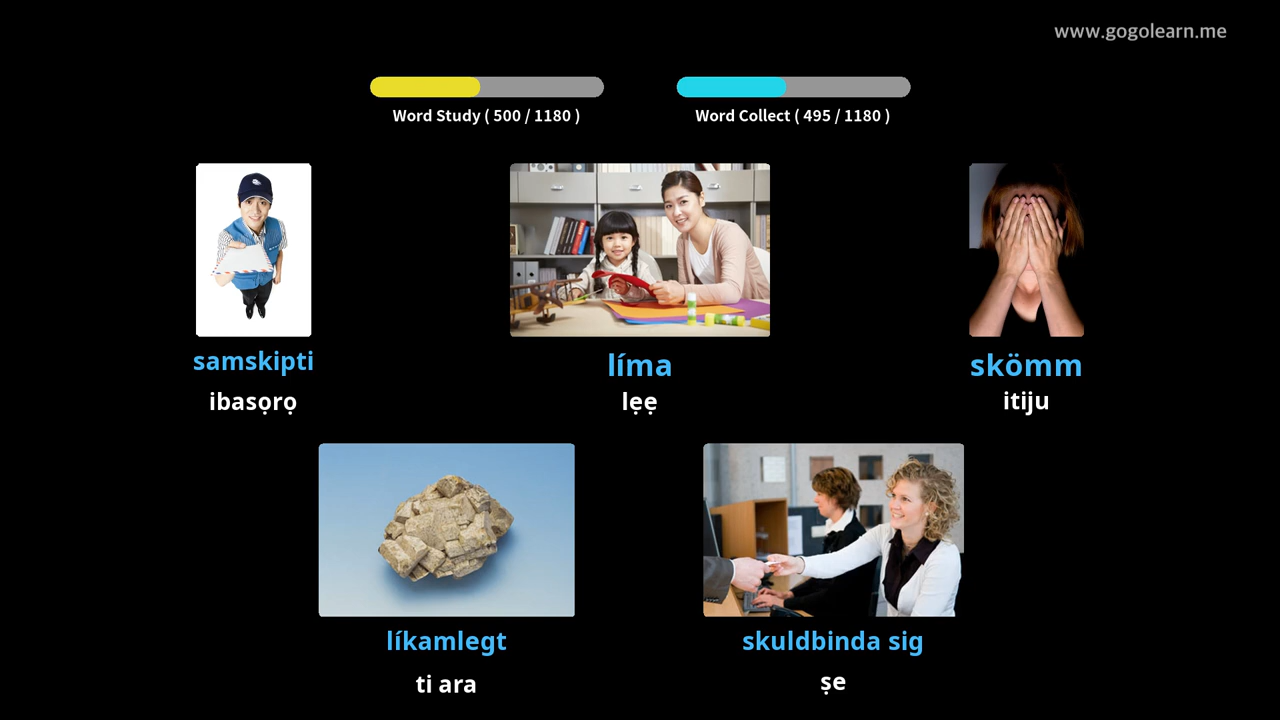 www.gogolearn.me
Word Study ( 500 / 1180 )
Word Collect ( 495 / 1180 )
samskipti
ibasọrọ
líma
lẹẹ
skömm
itiju
líkamlegt
ti ara
skuldbinda sig
ṣe